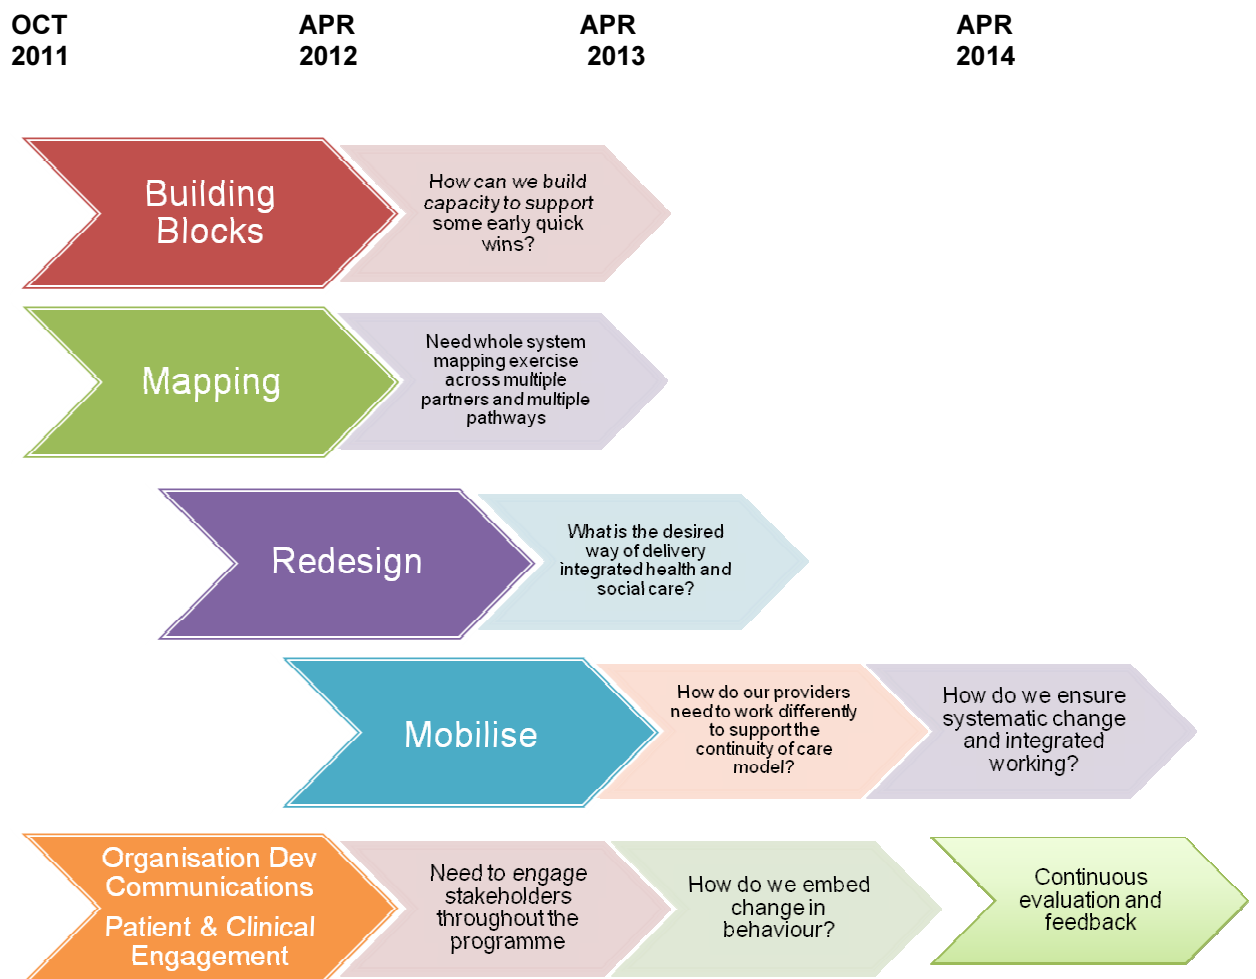 OCT
2011
APR
2012
APR
2013
APR
2014
Building
Blocks
How can we build
capacity to support
some early quick
wins?
Mapping
Need whole system
mapping exercise
across multiple
partners and multiple
pathways
Redesign
What is the desired
way of delivery
integrated health and
social care?
Mobilise
How do our providers
need to work differently
to support the
continuity of care
model?
How do we ensure
systematic change
and integrated
working?
Organisation Dev
Communications
Patient & Clinical
Engagement
Need to engage
stakeholders
throughout the
programme
How do we embed
change in
behaviour?
Continuous
evaluation and
feedback